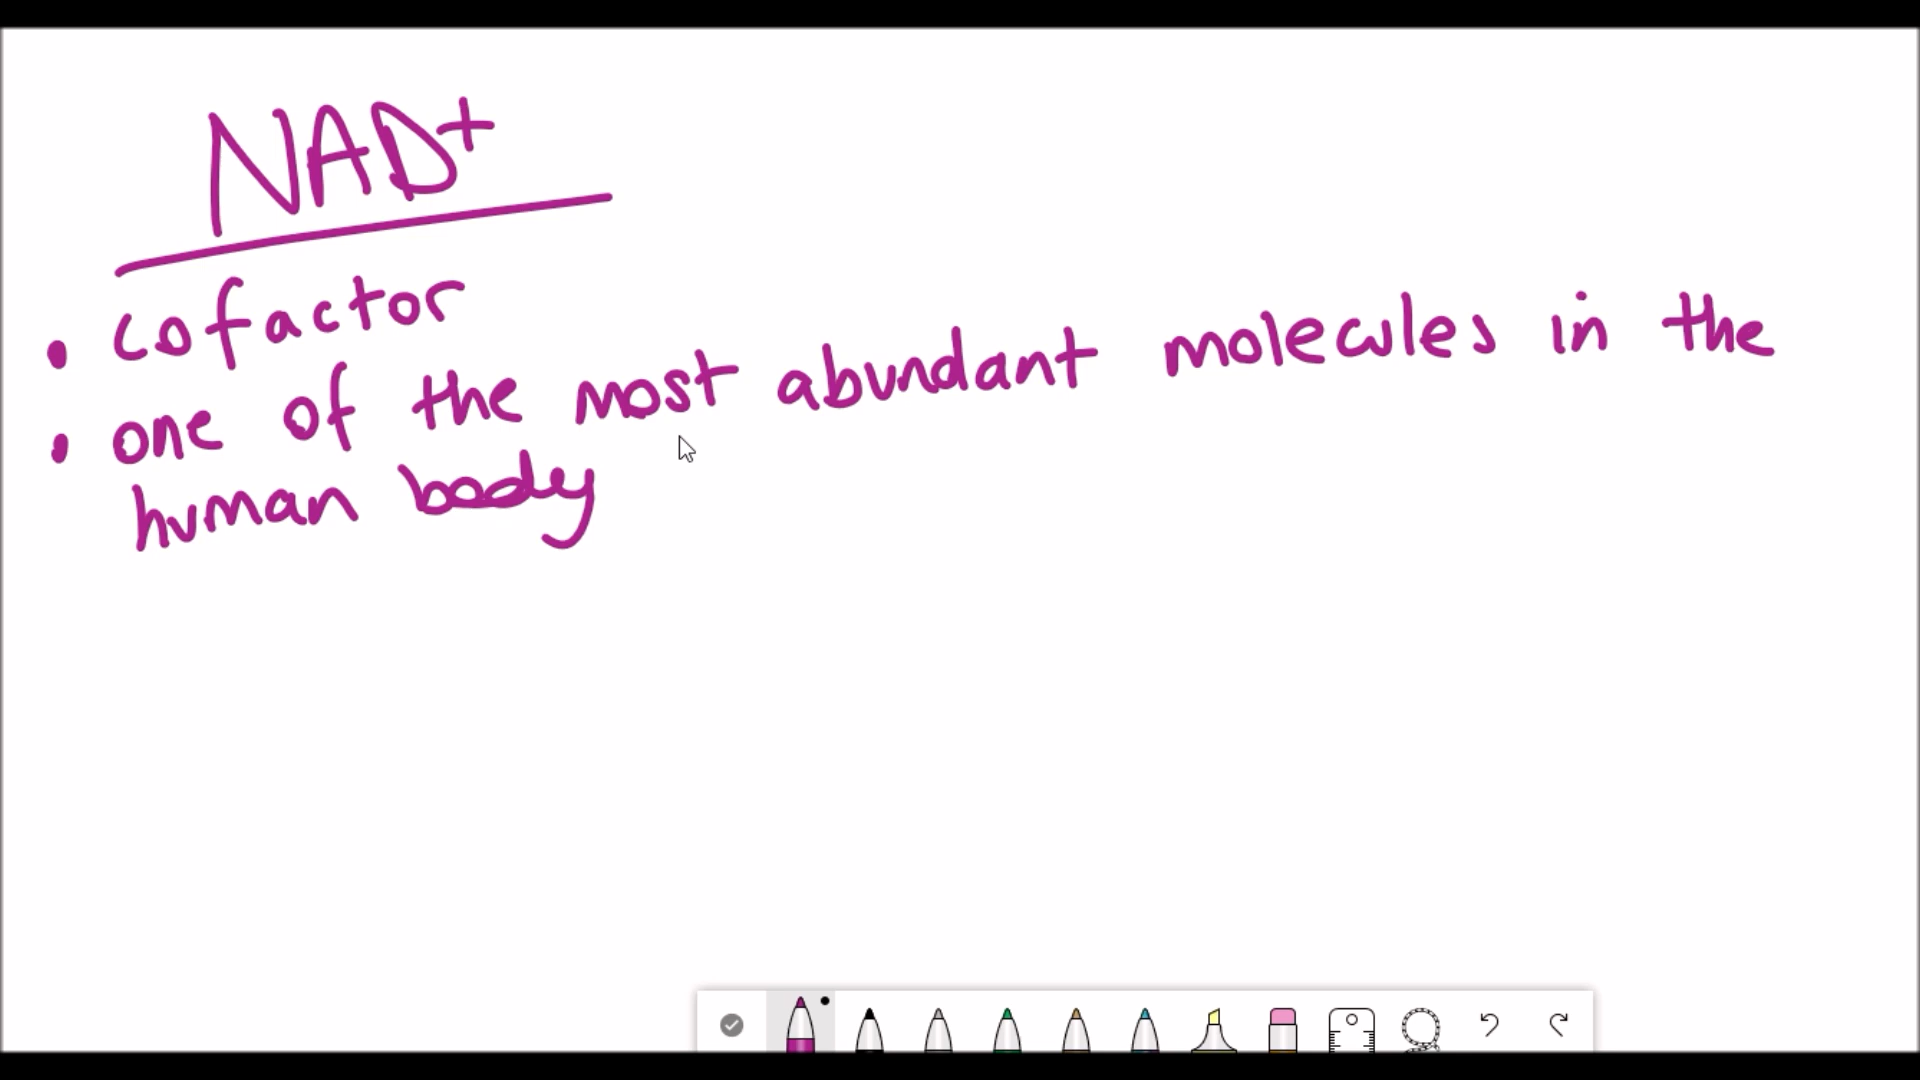 NAD+
• cofactor
• one of the most abundant molecules in the
human body